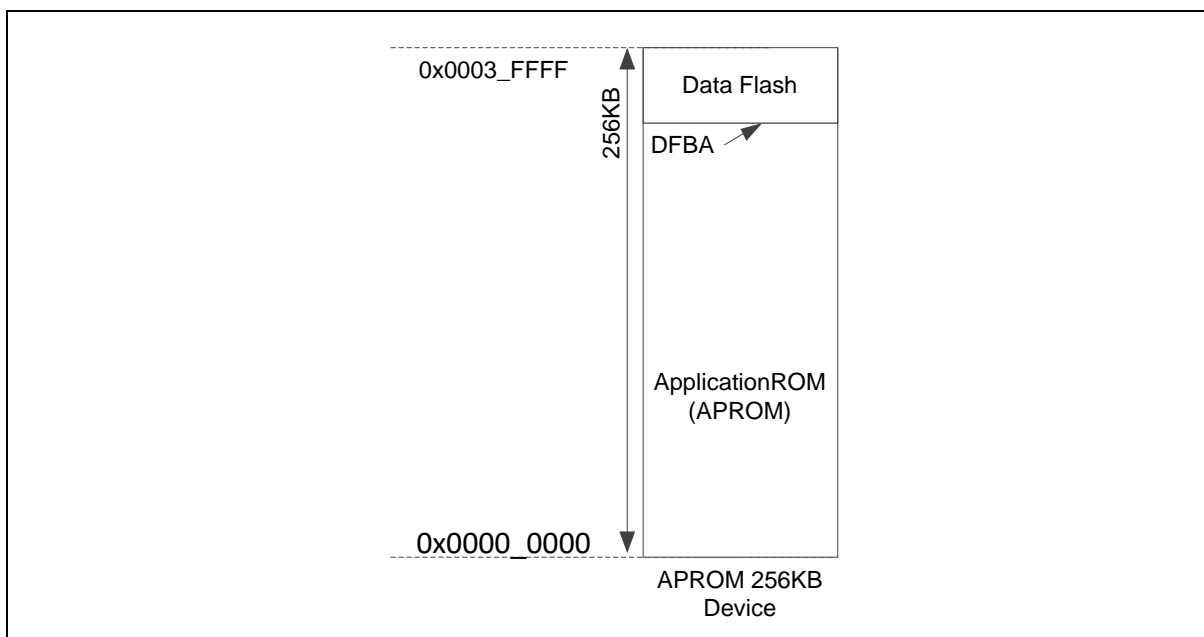 0x0003_FFFF
256KB
Data Flash
DFBA
ApplicationROM
(APROM)
0x0000_0000
APROM 256KB
Device